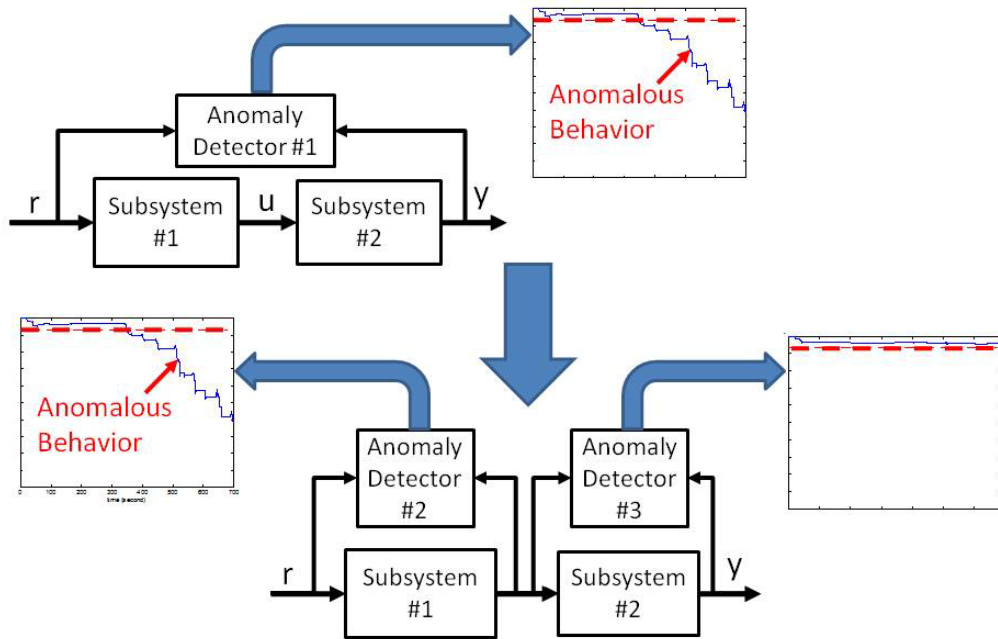 Anomalous
Behavior
Anomaly
Detector #1
r
Subsystem
#1
u
Subsystem
#2
y
Anomalous
Behavior
0 100 200 300 400 500 600 700
time (second)
Anomaly
Detector
#2
Anomaly
Detector
#3
r
Subsystem
#1
Subsystem
#2
y